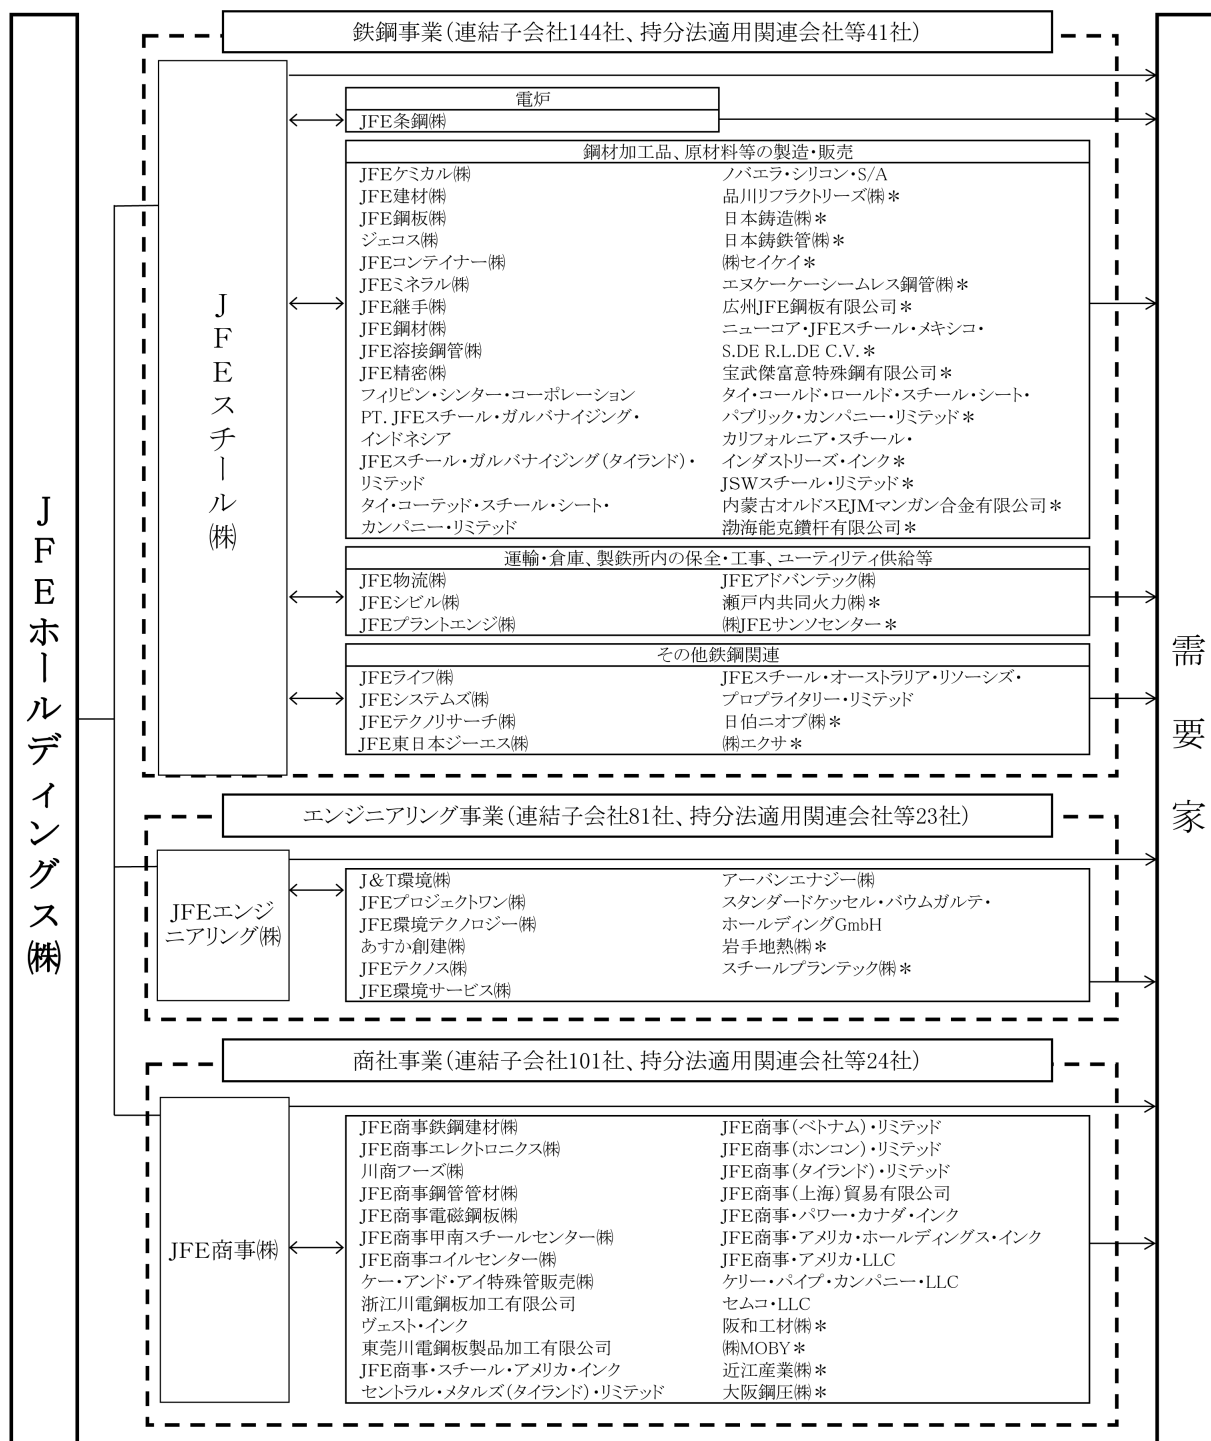 JFEホールディングス㈱
鉄鋼事業(連結子会社144社、持分法適用関連会社等41社)
JFEスチール㈱
電炉
JFE条鋼㈱
鋼材加工品、原材料等の製造・販売
JFEケミカル㈱
JFE建材㈱
JFE鋼板㈱
ジェコス㈱
JFEコンテイナー㈱
JFEミネラル㈱
JFE継手㈱
JFE鋼材㈱
JFE溶接鋼管㈱
JFE精密㈱
フィリピン・シンター・コーポレーション
PT. JFEスチール・ガルバナイジング・
インドネシア
JFEスチール・ガルバナイジング(タイランド)・
リミテッド
タイ・コーテッド・スチール・シート・
カンパニー・リミテッド
ノバエラ・シリコン・S/A
品川リフラクトリーズ㈱＊
日本鋳造㈱＊
日本鋳鉄管㈱＊
㈱セイケイ＊
エヌケーケーシームレス鋼管㈱＊
広州JFE鋼板有限公司＊
ニューコア・JFEスチール・メキシコ・
S.DE R.L.DE C.V.＊
宝武傑富意特殊鋼有限公司＊
タイ・コールド・ロールド・スチール・シート・
パブリック・カンパニー・リミテッド＊
カリフォルニア・スチール・
インダストリーズ・インク＊
JSWスチール・リミテッド＊
内蒙古オルドスEJMマンガン合金有限公司＊
渤海能克鑽杆有限公司＊
運輸・倉庫、製鉄所内の保全・工事、ユーティリティ供給等
JFE物流㈱
JFEシビル㈱
JFEプラントエンジ㈱
JFEアドバンテック㈱
瀬戸内共同火力㈱＊
㈱JFEサンソセンター＊
その他鉄鋼関連
JFEライフ㈱
JFEシステムズ㈱
JFEテクノリサーチ㈱
JFE東日本ジーエス㈱
JFEスチール・オーストラリア・リソーシズ・
プロプライタリー・リミテッド
日伯ニオブ㈱＊
㈱エクサ＊
エンジニアリング事業(連結子会社81社、持分法適用関連会社等23社)
JFEエンジ
ニアリング㈱
J&T環境㈱
JFEプロジェクトワン㈱
JFE環境テクノロジー㈱
あすか創建㈱
JFEテクノス㈱
JFE環境サービス㈱
アーバンエナジー㈱
スタンダードケッセル・バウムガルテ・
ホールディングGmbH
岩手地熱㈱＊
スチールプランテック㈱＊
商社事業(連結子会社101社、持分法適用関連会社等24社)
JFE商事㈱
JFE商事鉄鋼建材㈱
JFE商事エレクトロニクス㈱
川商フーズ㈱
JFE商事鋼管管材㈱
JFE商事電磁鋼板㈱
JFE商事甲南スチールセンター㈱
JFE商事コイルセンター㈱
ケー・アンド・アイ特殊管販売㈱
浙江川電鋼板加工有限公司
ヴェスト・インク
東莞川電鋼板製品加工有限公司
JFE商事・スチール・アメリカ・インク
セントラル・メタルズ(タイランド)・リミテッド
JFE商事(ベトナム)・リミテッド
JFE商事(ホンコン)・リミテッド
JFE商事(タイランド)・リミテッド
JFE商事(上海)貿易有限公司
JFE商事・パワー・カナダ・インク
JFE商事・アメリカ・ホールディングス・インク
JFE商事・アメリカ・LLC
ケリー・パイプ・カンパニー・LLC
セムコ・LLC
阪和工材㈱＊
㈱MOBY＊
近江産業㈱＊
大阪鋼圧㈱＊
需要家